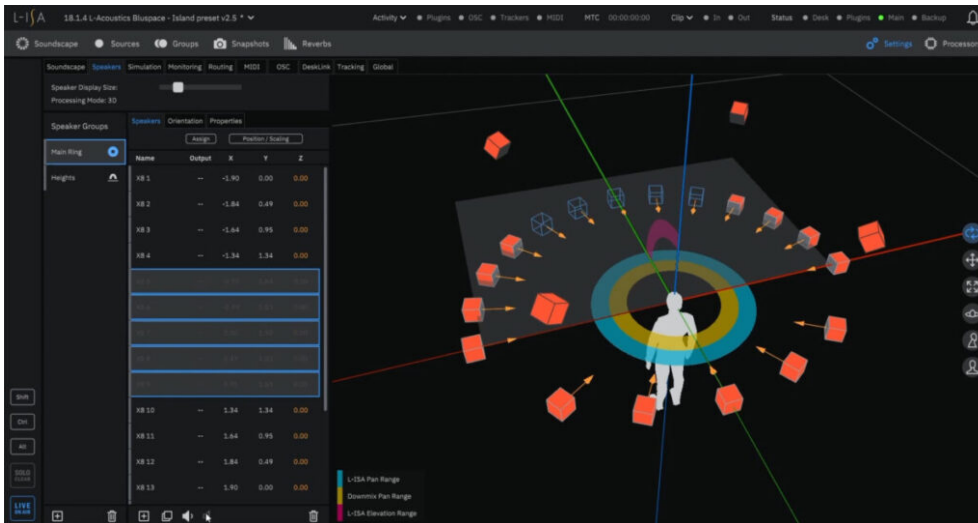 L-ISA 18.1.4 L-Acoustics Bluspace - Island preset v2.5 * Activity Plugins OSC Trackers MIDI MTC 00:00:00:00 Clip In Out Status Desk Plugins Main Backup
Soundscape Sources Groups Snapshots Reverbs Settings Processor
Soundscape Speakers Simulation Monitoring Routing MIDI OSC DeskLink Tracking Global
Speaker Display Size:
Processing Mode: 3D
Speaker Groups
Main Ring
Heights
Speakers Orientation Properties
Assign Position / Scaling
Name Output X Y Z
X8 1 -- -1.90 0.00 0.00
X8 2 -- -1.84 0.49 0.00
X8 3 -- -1.64 0.95 0.00
X8 4 -- -1.34 1.34 0.00
X8 10 -- 1.34 1.34 0.00
X8 11 -- 1.64 0.95 0.00
X8 12 -- 1.84 0.49 0.00
X8 13 -- 1.90 0.00 0.00
Shift
Ctrl
Alt
SOLO
CLEAR
LIVE
ON AIR
L-ISA Pan Range
Downmix Pan Range
L-ISA Elevation Range